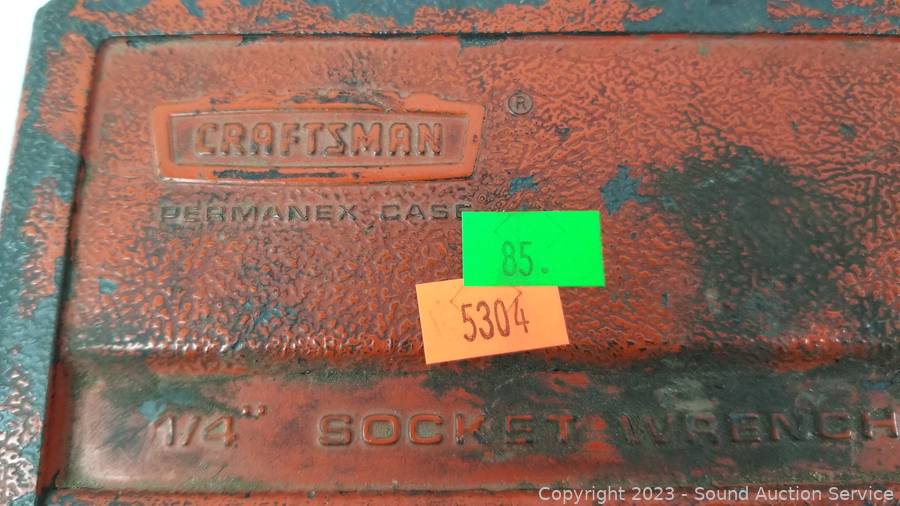 CRAFTSMAN ®
PERMANEX CASE
85.
5304
1/4" SOCKET WRENCH
Copyright 2023 - Sound Auction Service